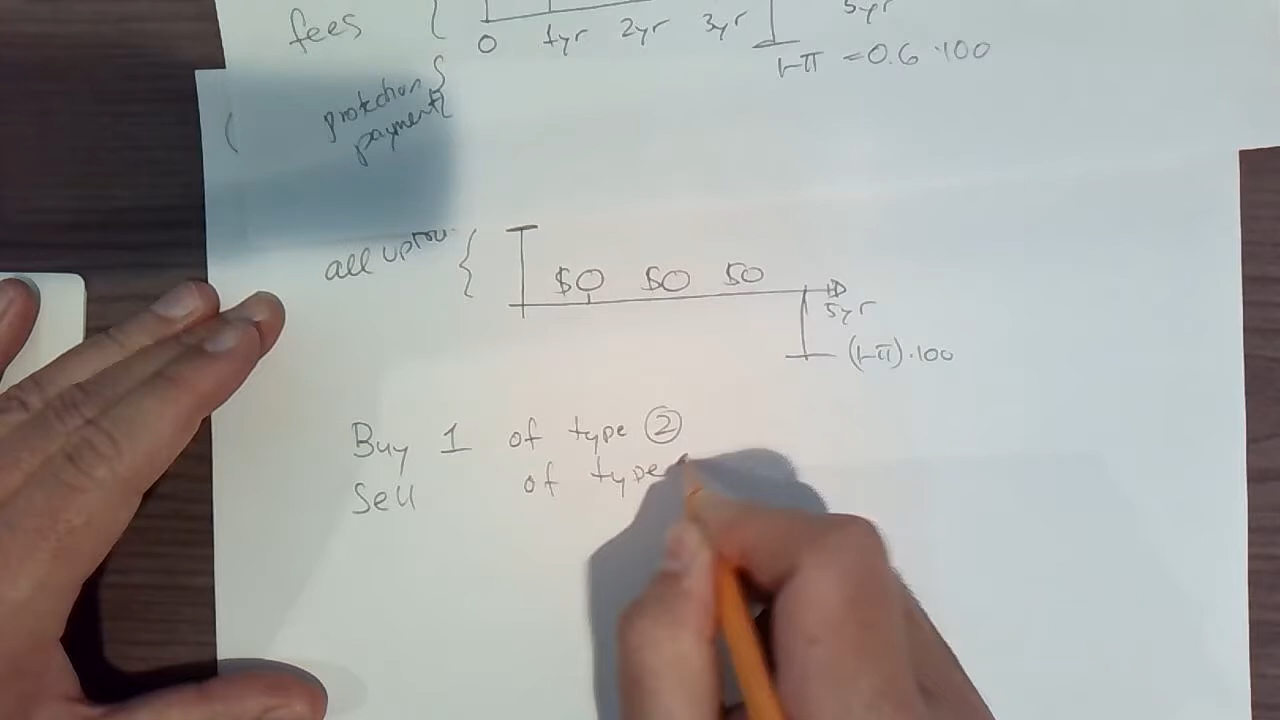 fees {
0 1yr 2yr 3yr 5yr
1-π = 0.6 · 100
( protection
payment {
{ $0 $0 $0
5yr
(1-π) · 100
Buy 1 of type ②
Sell of type